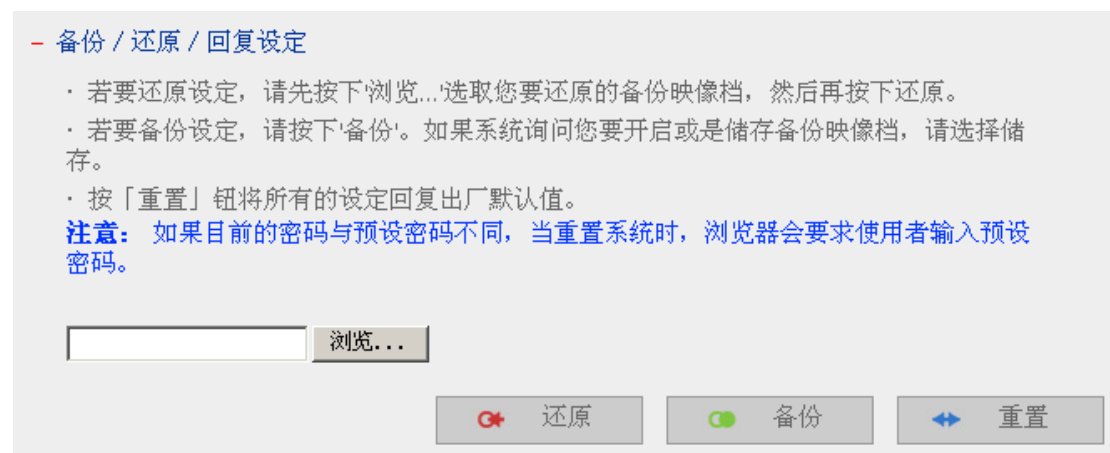 – 备份 / 还原 / 回复设定
· 若要还原设定，请先按下'浏览...'选取您要还原的备份映像档，然后再按下还原。
· 若要备份设定，请按下'备份'。如果系统询问您要开启或是储存备份映像档，请选择储
存。
· 按「重置」钮将所有的设定回复出厂默认值。
注意： 如果目前的密码与预设密码不同，当重置系统时，浏览器会要求使用者输入预设
密码。
浏览...
还原 备份 重置